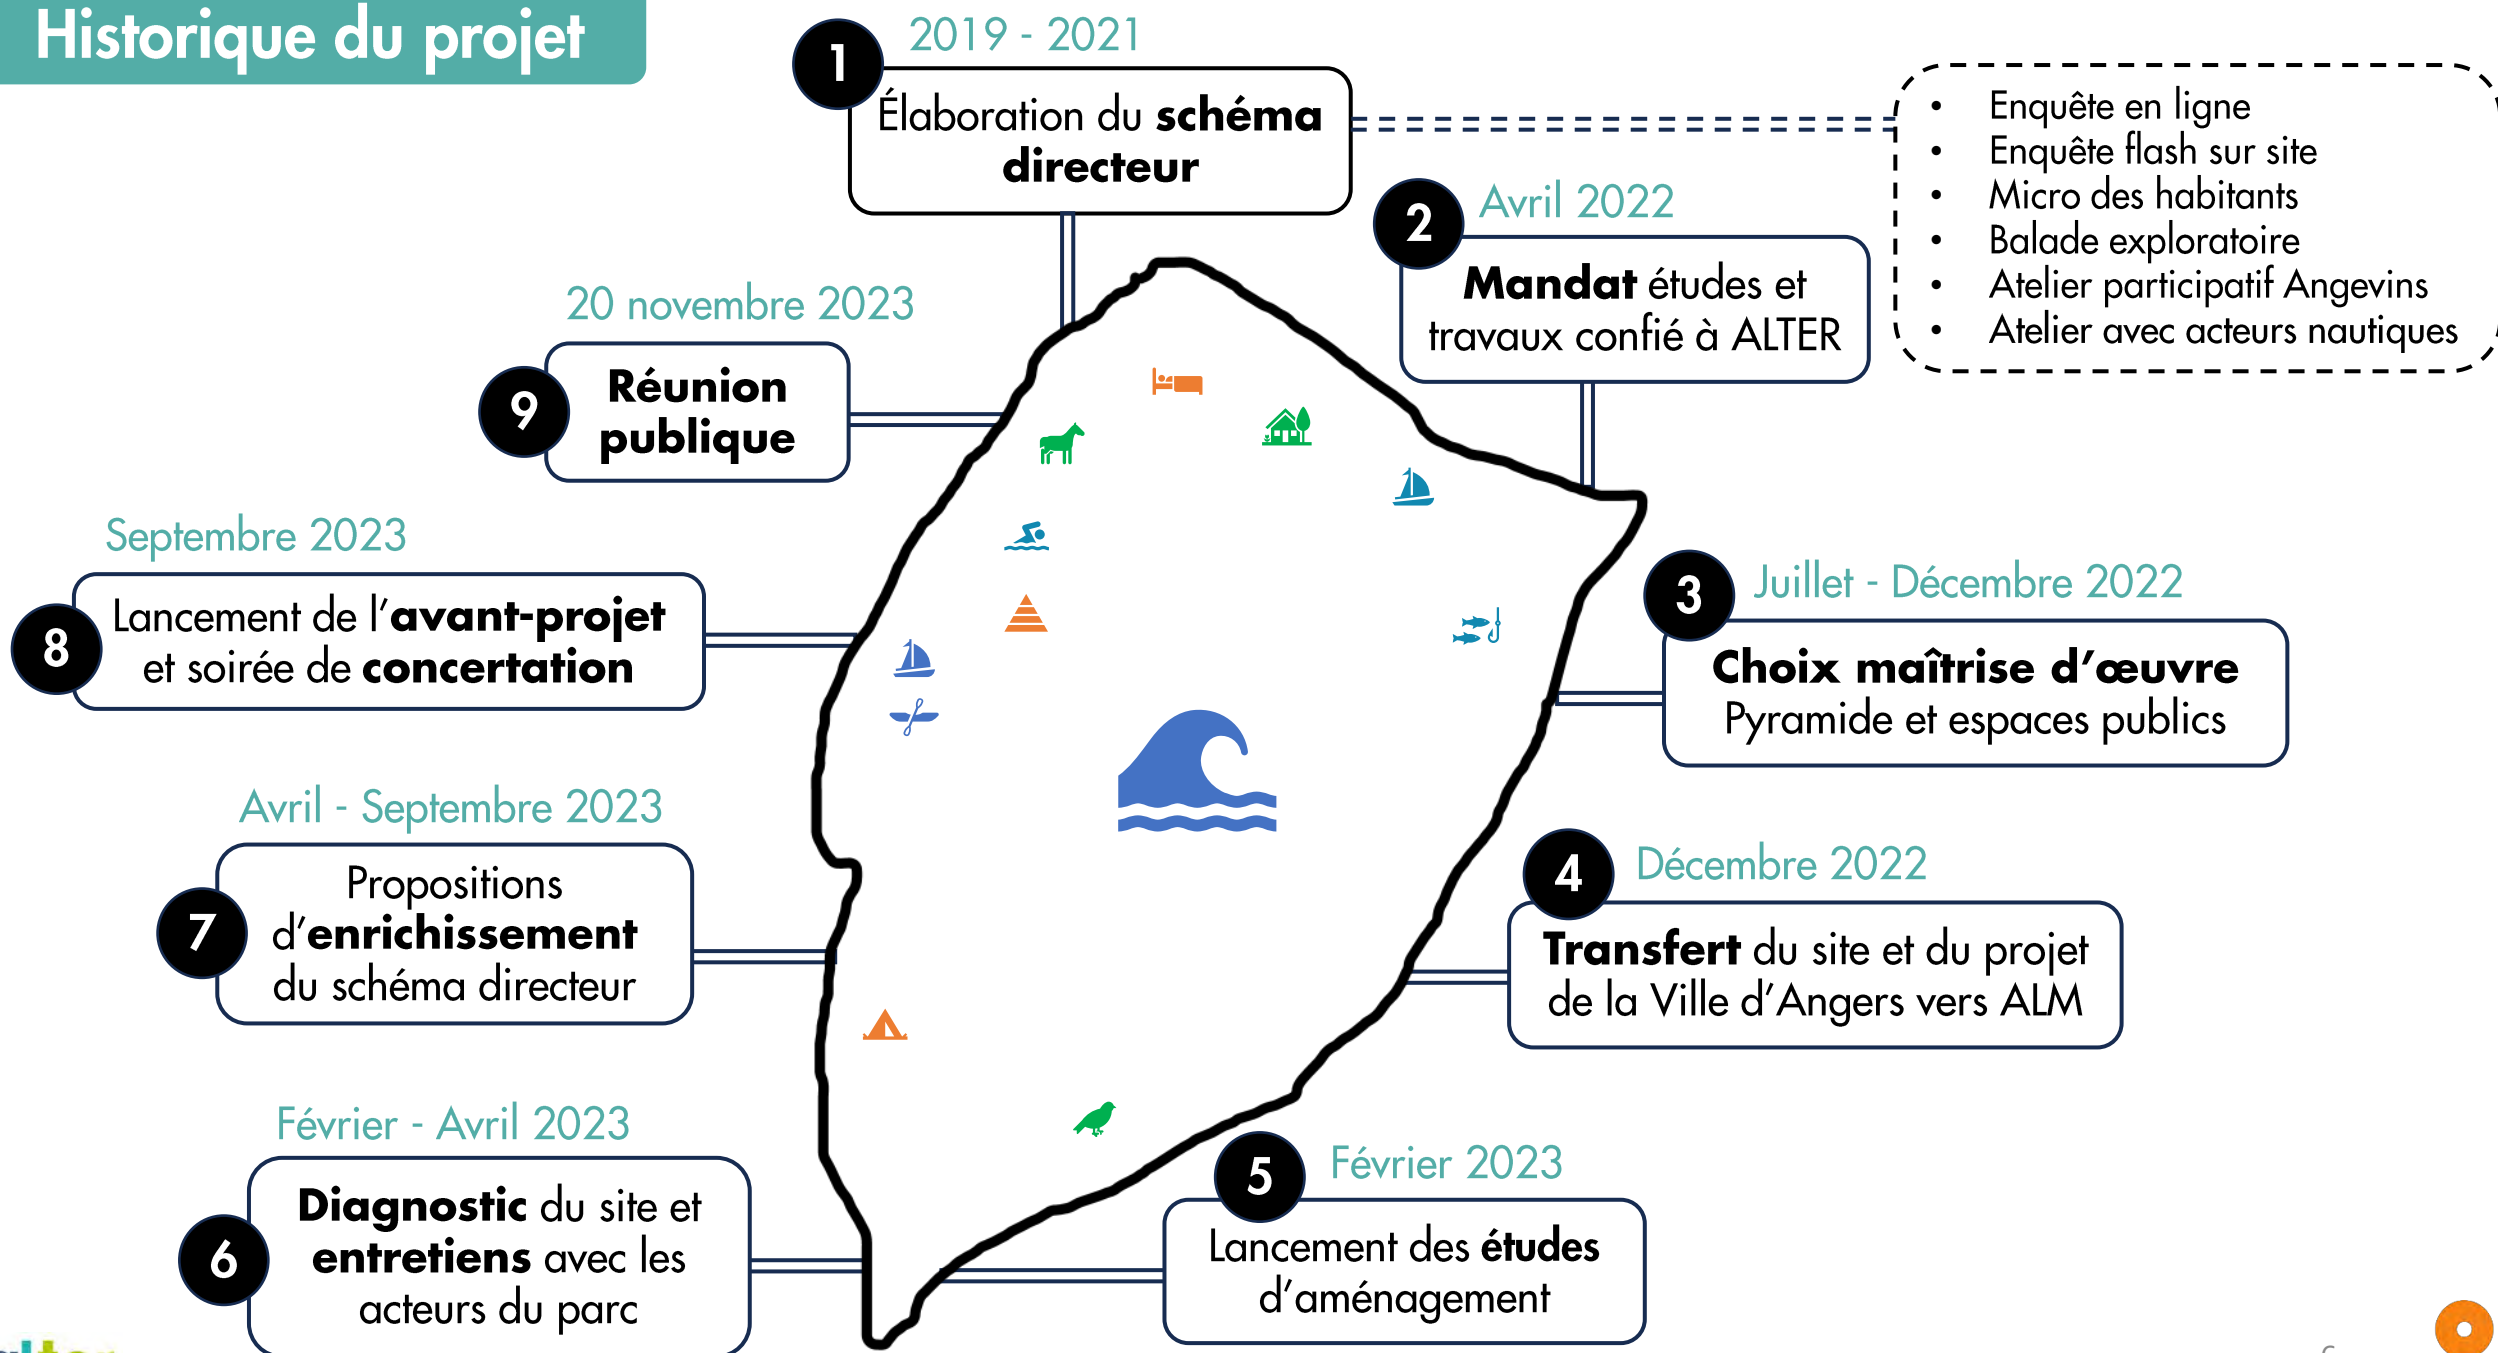 Historique du projet
1
2019 - 2021
Élaboration du schéma
directeur
• Enquête en ligne
• Enquête flash sur site
• Micro des habitants
• Balade exploratoire
• Atelier participatif Angevins
• Atelier avec acteurs nautiques
2
Avril 2022
Mandat études et
travaux confié à ALTER
3
Juillet - Décembre 2022
Choix maîtrise d’œuvre
Pyramide et espaces publics
4
Décembre 2022
Transfert du site et du projet
de la Ville d’Angers vers ALM
5
Février 2023
Lancement des études
d’aménagement
6
Février - Avril 2023
Diagnostic du site et
entretiens avec les
acteurs du parc
7
Avril - Septembre 2023
Propositions
d’enrichissement
du schéma directeur
8
Septembre 2023
Lancement de l’avant-projet
et soirée de concertation
9
20 novembre 2023
Réunion
publique